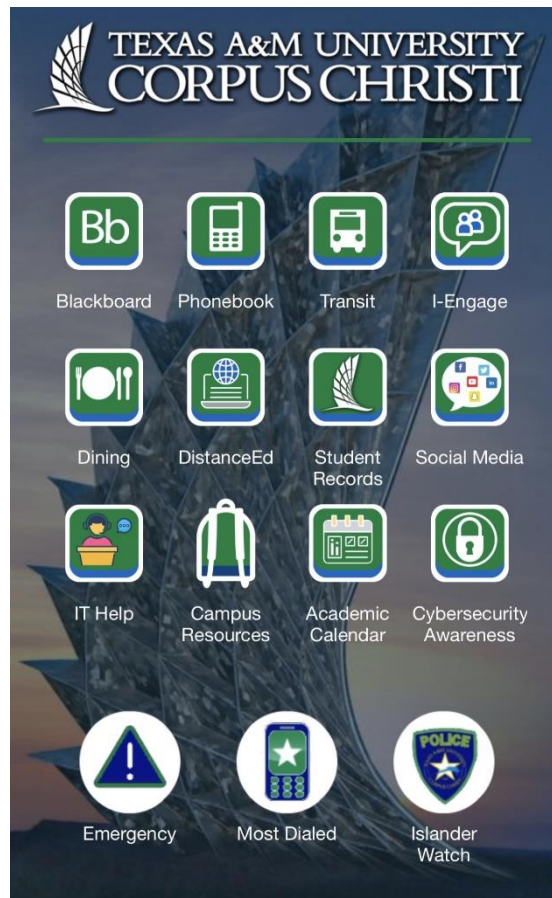 TEXAS A&M UNIVERSITY
CORPUS CHRISTI
Bb
Blackboard
Phonebook
Transit
I-Engage
Dining
DistanceEd
Student
Records
Social Media
IT Help
Campus
Resources
Academic
Calendar
Cybersecurity
Awareness
POLICE
Emergency
Most Dialed
Islander
Watch